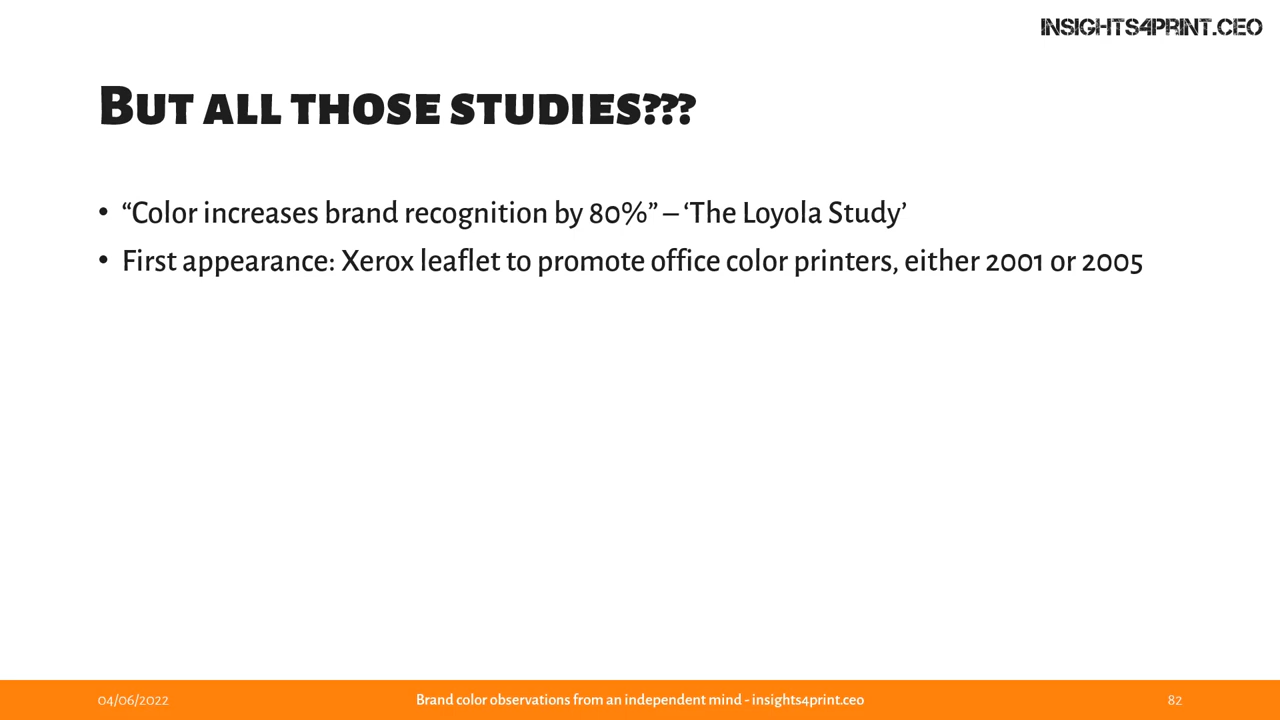 INSIGHTS4PRINT.CEO
But all those studies???
• “Color increases brand recognition by 80%” – ‘The Loyola Study’
• First appearance: Xerox leaflet to promote office color printers, either 2001 or 2005
04/06/2022
Brand color observations from an independent mind - insights4print.ceo
82